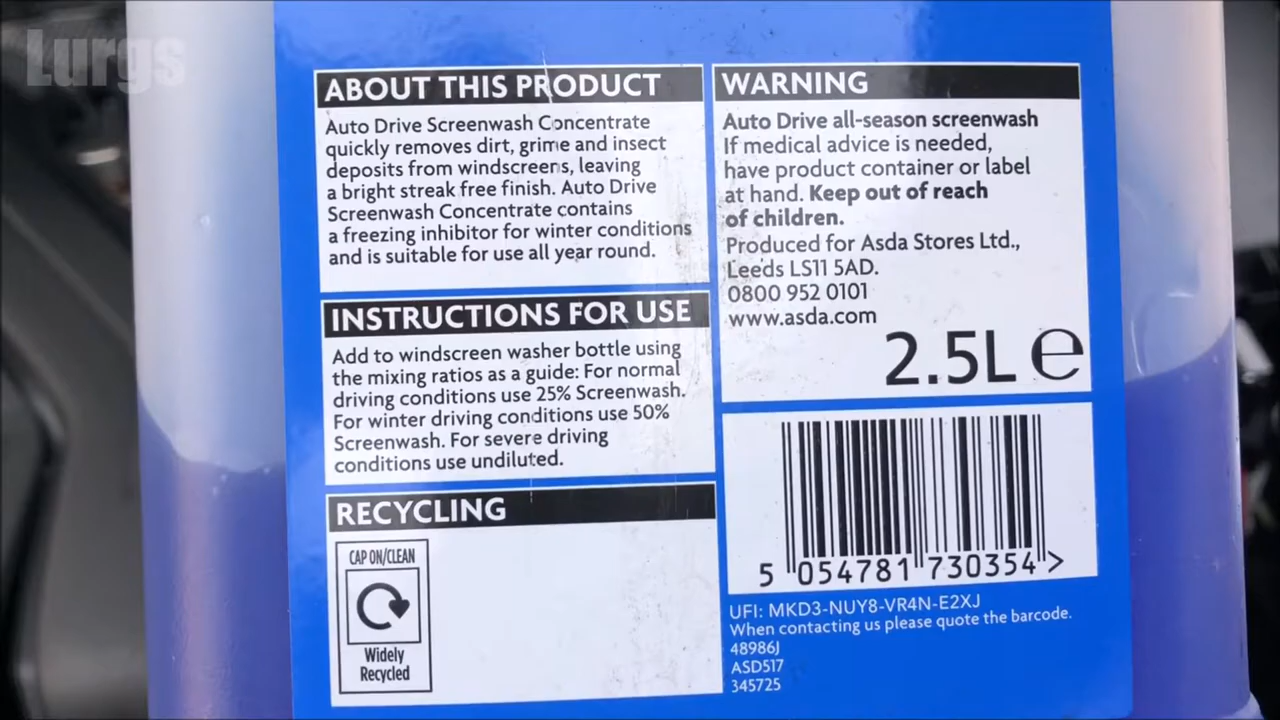 Lurgs
ABOUT THIS PRODUCT
Auto Drive Screenwash Concentrate
quickly removes dirt, grime and insect
deposits from windscreens, leaving
a bright streak free finish. Auto Drive
Screenwash Concentrate contains
a freezing inhibitor for winter conditions
and is suitable for use all year round.
INSTRUCTIONS FOR USE
Add to windscreen washer bottle using
the mixing ratios as a guide: For normal
driving conditions use 25% Screenwash.
For winter driving conditions use 50%
Screenwash. For severe driving
conditions use undiluted.
RECYCLING
CAP ON/CLEAN
Widely
Recycled
WARNING
Auto Drive all-season screenwash
If medical advice is needed,
have product container or label
at hand. Keep out of reach
of children.
Produced for Asda Stores Ltd.,
Leeds LS11 5AD.
0800 952 0101
www.asda.com
2.5L e
5 054781 730354 >
UFI: MKD3-NUY8-VR4N-E2XJ
When contacting us please quote the barcode.
48986J
ASD517
345725